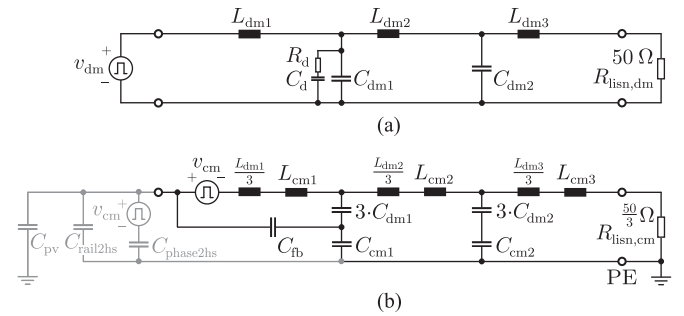 L_dm1 L_dm2 L_dm3
+
v_dm
−
R_d
C_d
C_dm1
C_dm2
50 Ω
R_lisn,dm
(a)
v_cm
+ −
L_dm1/3 L_cm1 L_dm2/3 L_cm2 L_dm3/3 L_cm3
v_cm
+
−
3·C_dm1
3·C_dm2
50/3 Ω
R_lisn,cm
C_pv C_rail2hs C_phase2hs C_fb C_cm1 C_cm2
PE
(b)